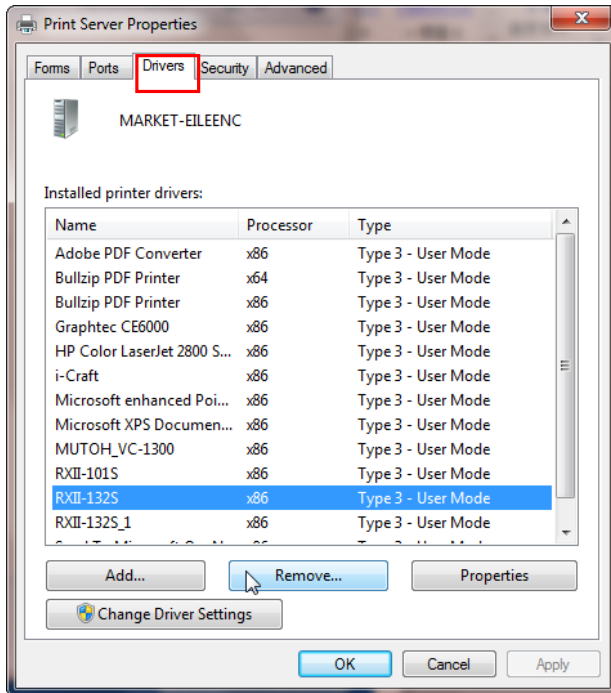 Print Server Properties
Forms Ports Drivers Security Advanced
MARKET-EILEENC
Installed printer drivers:
Name Processor Type
Adobe PDF Converter x86 Type 3 - User Mode
Bullzip PDF Printer x64 Type 3 - User Mode
Bullzip PDF Printer x86 Type 3 - User Mode
Graphtec CE6000 x86 Type 3 - User Mode
HP Color LaserJet 2800 S... x86 Type 3 - User Mode
i-Craft x86 Type 3 - User Mode
Microsoft enhanced Poi... x86 Type 3 - User Mode
Microsoft XPS Documen... x86 Type 3 - User Mode
MUTOH_VC-1300 x86 Type 3 - User Mode
RXII-101S x86 Type 3 - User Mode
RXII-132S x86 Type 3 - User Mode
RXII-132S_1 x86 Type 3 - User Mode
Add... Remove... Properties
Change Driver Settings
OK Cancel Apply